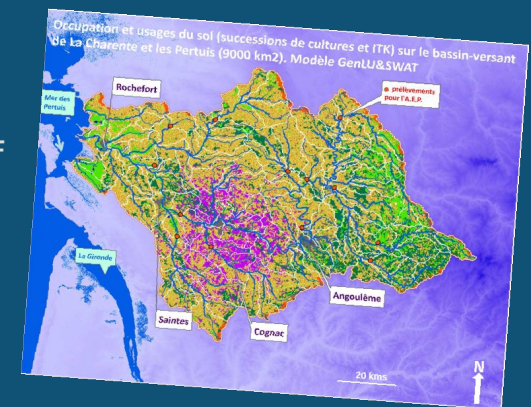 Occupation et usages du sol (successions de cultures et ITK) sur le bassin-versant
de La Charente et les Pertuis (9000 km2). Modèle GenLU&SWAT
Rochefort
prélèvements
pour l'A.E.P.
Mer des
Pertuis
La Gironde
Angoulême
Saintes
Cognac
20 kms
N